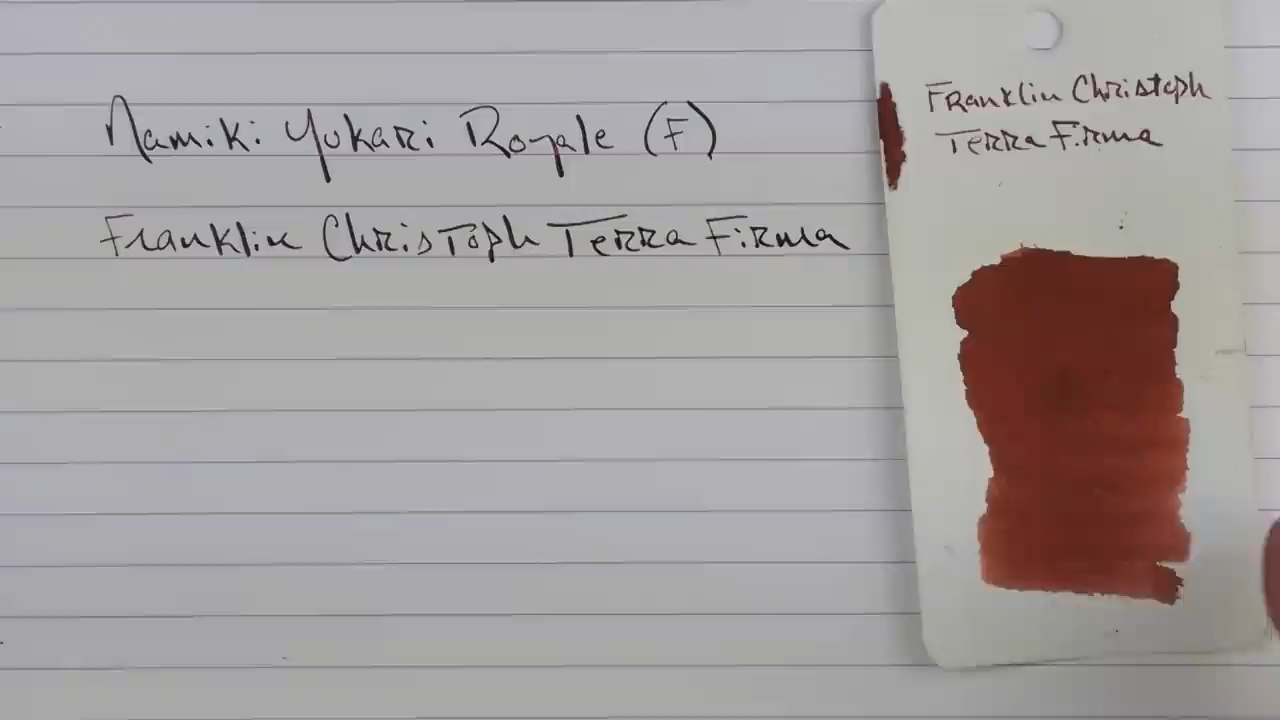 Namiki Yukari Royale (F)
Franklin Christoph Terra Firma
Franklin Christoph
Terra Firma